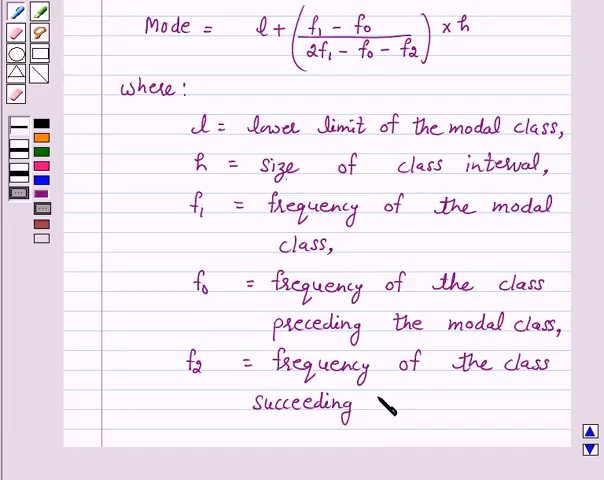 Mode = l + ( f1 - f0 / 2f1 - f0 - f2 ) x h
where:
l = lower limit of the modal class,
h = size of class interval,
f1 = frequency of the modal
class,
f0 = frequency of the class
preceding the modal class,
f2 = frequency of the class
succeeding